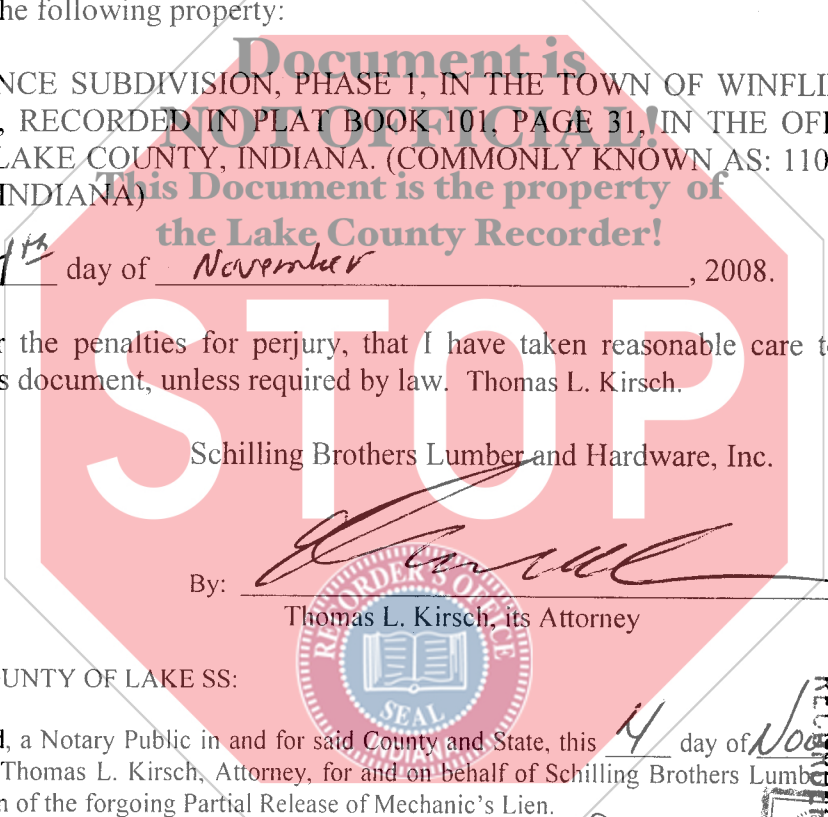 he following property:
Document is
NCE SUBDIVISION, PHASE 1, IN THE TOWN OF WINFLI
NOT OFFICIAL!
, RECORDED IN PLAT BOOK 101, PAGE 31, IN THE OF
LAKE COUNTY, INDIANA. (COMMONLY KNOWN AS: 110
This Document is the property of
INDIANA)
the Lake County Recorder!
day of November, 2008.
r the penalties for perjury, that I have taken reasonable care t
s document, unless required by law. Thomas L. Kirsch.
STOP
Schilling Brothers Lumber and Hardware, Inc.
By:
Thomas L. Kirsch, its Attorney
RECORDER'S OFFICE
SEAL
INDIANA
UNTY OF LAKE SS:
, a Notary Public in and for said County and State, this day of Nov
Thomas L. Kirsch, Attorney, for and on behalf of Schilling Brothers Lumbe
n of the forgoing Partial Release of Mechanic's Lien.